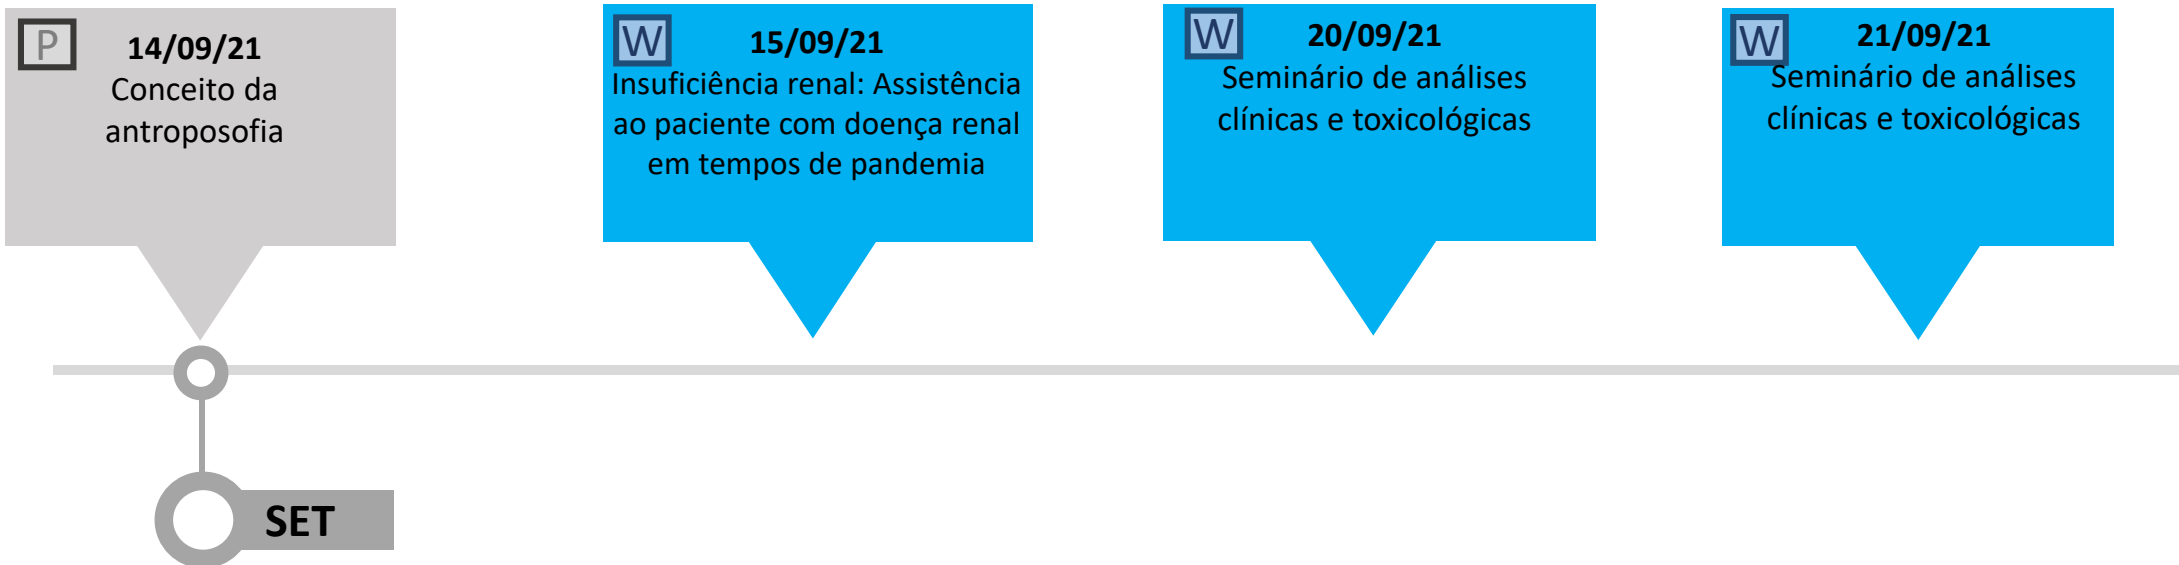 P
14/09/21
Conceito da
antroposofia
W
15/09/21
Insuficiência renal: Assistência
ao paciente com doença renal
em tempos de pandemia
W
20/09/21
Seminário de análises
clínicas e toxicológicas
W
21/09/21
Seminário de análises
clínicas e toxicológicas
SET